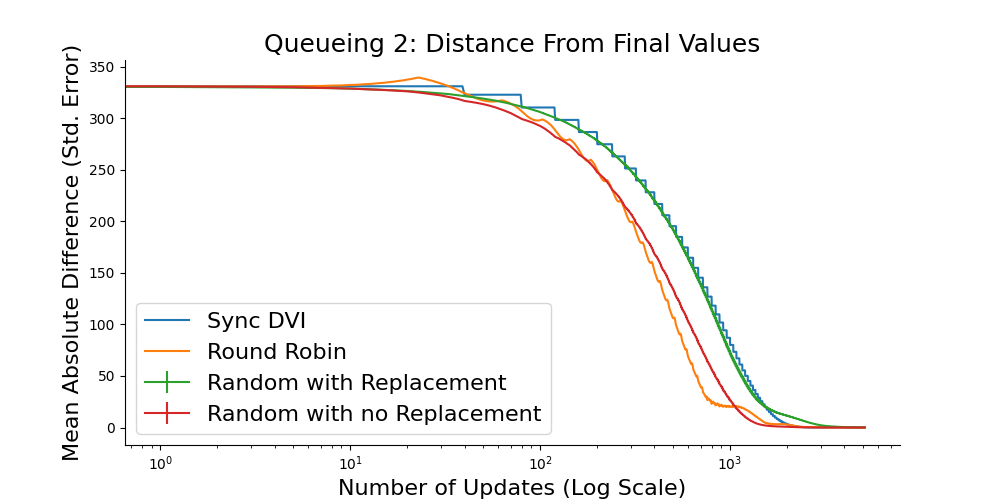 Queueing 2: Distance From Final Values
Mean Absolute Difference (Std. Error)
350
300
250
200
150
100
50
0
Sync DVI
Round Robin
Random with Replacement
Random with no Replacement
10⁰
10¹
10²
10³
Number of Updates (Log Scale)